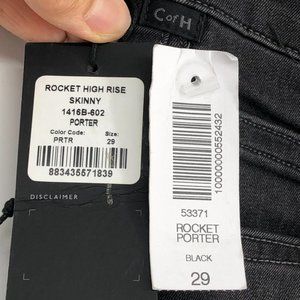 C of H
ROCKET HIGH RISE
SKINNY
1416B-602
PORTER
Color Code: Size:
PRTR 29
883435571839
DISCLAIMER
10000000552432
53371
ROCKET
PORTER
BLACK
29